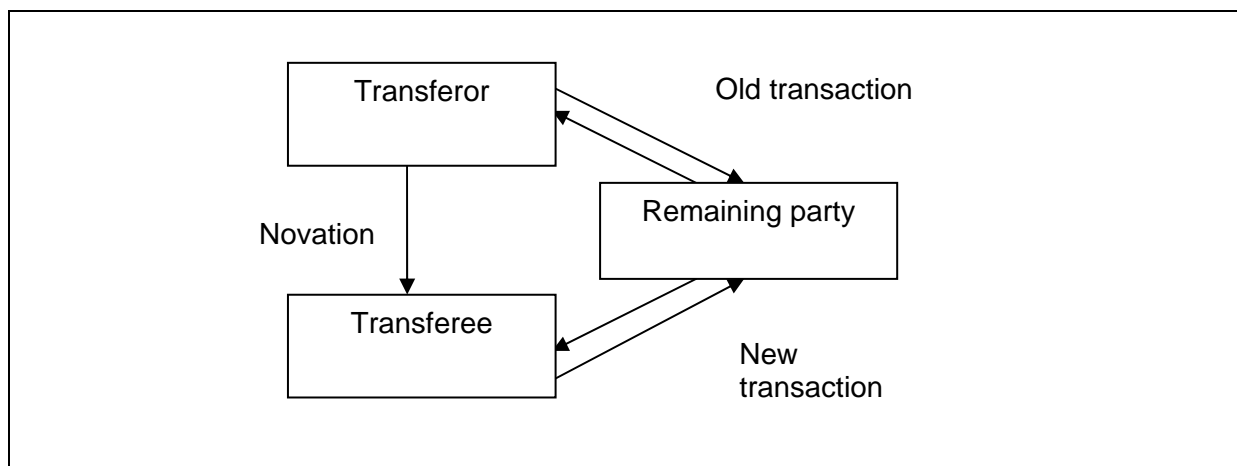 Transferor
Old transaction
Remaining party
Novation
Transferee
New
transaction